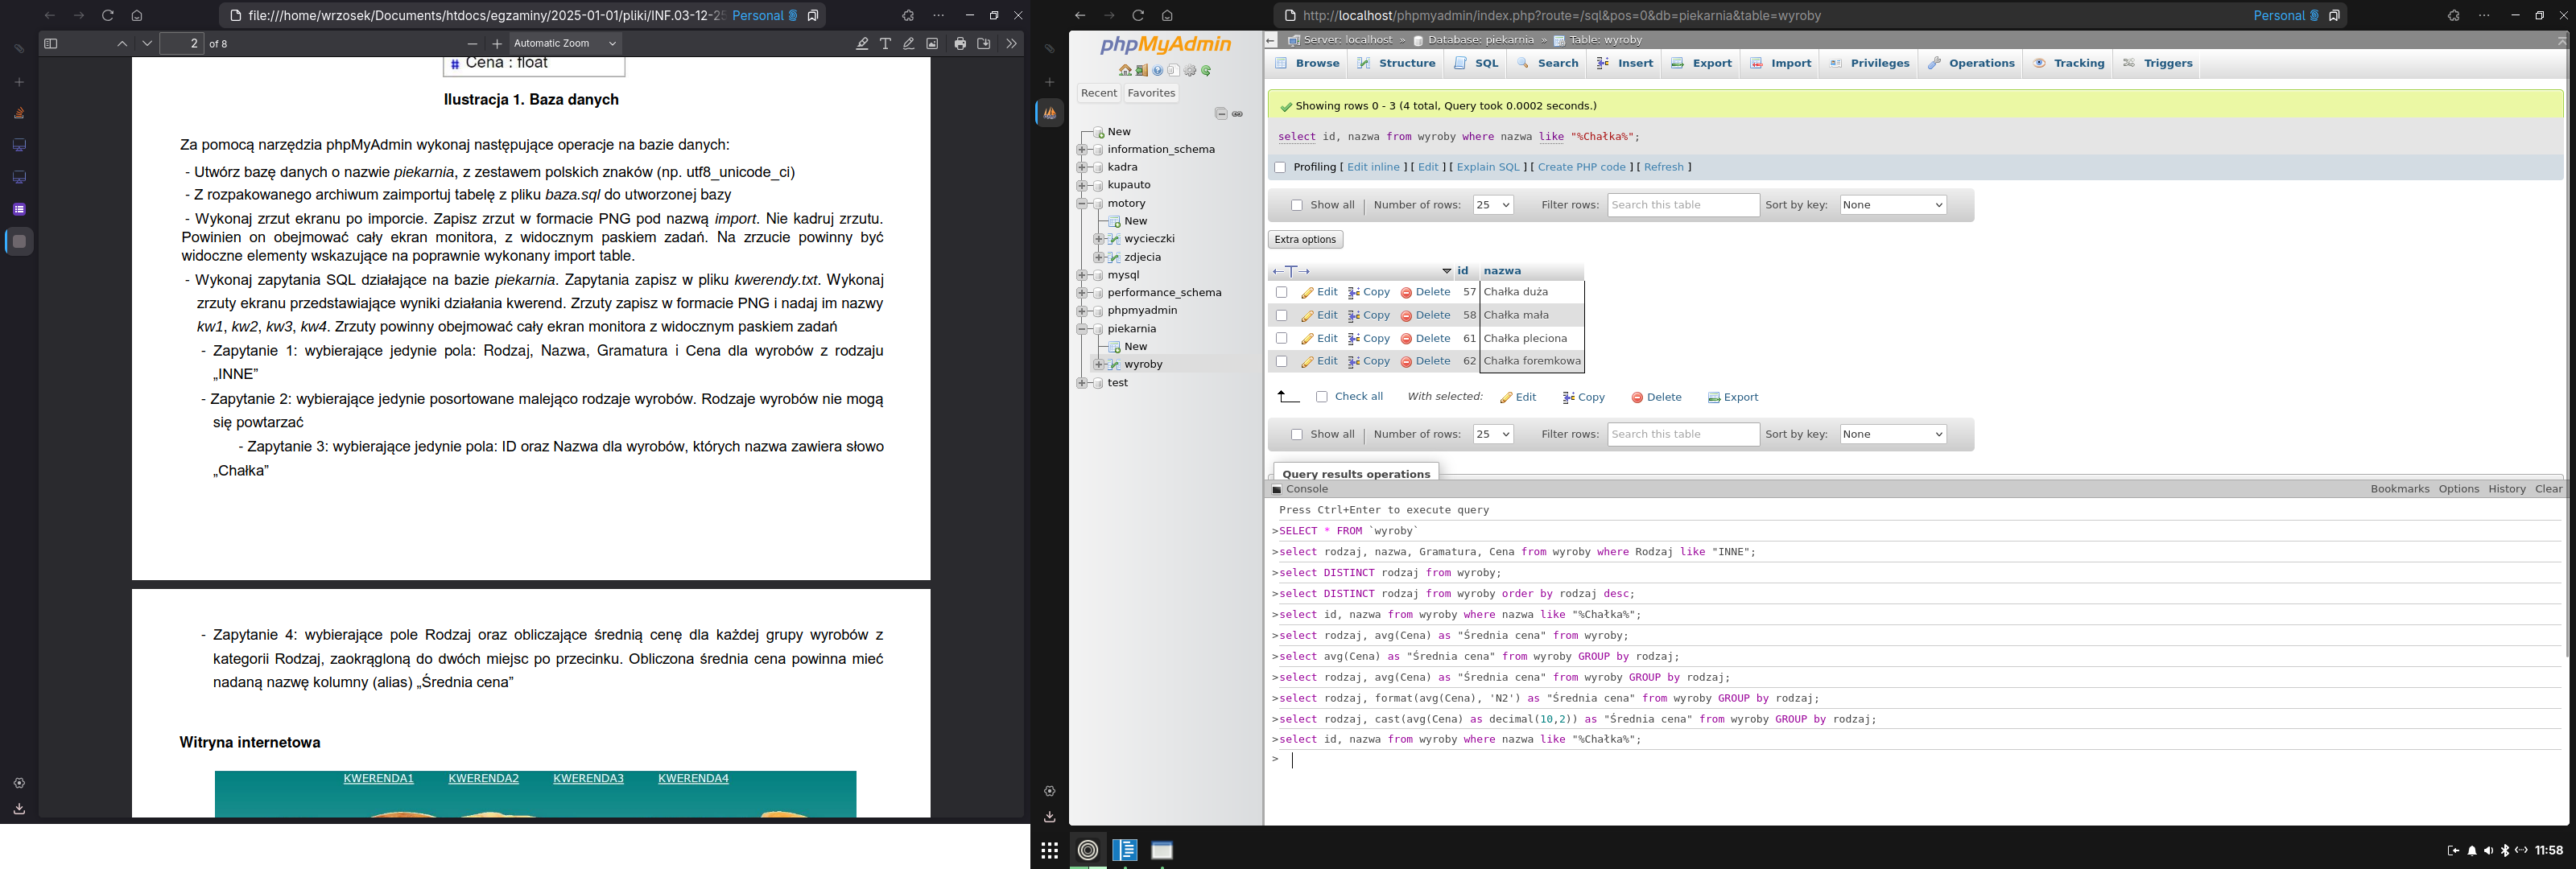 file:///home/wrzosek/Documents/htdocs/egzaminy/2025-01-01/pliki/INF.03-12-25
Personal
2 of 8
Automatic Zoom
# Cena : float
Ilustracja 1. Baza danych
Za pomocą narzędzia phpMyAdmin wykonaj następujące operacje na bazie danych:
- Utwórz bazę danych o nazwie piekarnia, z zestawem polskich znaków (np. utf8_unicode_ci)
- Z rozpakowanego archiwum zaimportuj tabelę z pliku baza.sql do utworzonej bazy
- Wykonaj zrzut ekranu po imporcie. Zapisz zrzut w formacie PNG pod nazwą import. Nie kadruj zrzutu.
Powinien on obejmować cały ekran monitora, z widocznym paskiem zadań. Na zrzucie powinny być
widoczne elementy wskazujące na poprawnie wykonany import table.
- Wykonaj zapytania SQL działające na bazie piekarnia. Zapytania zapisz w pliku kwerendy.txt. Wykonaj
zrzuty ekranu przedstawiające wyniki działania kwerend. Zrzuty zapisz w formacie PNG i nadaj im nazwy
kw1, kw2, kw3, kw4. Zrzuty powinny obejmować cały ekran monitora z widocznym paskiem zadań
- Zapytanie 1: wybierające jedynie pola: Rodzaj, Nazwa, Gramatura i Cena dla wyrobów z rodzaju
„INNE”
- Zapytanie 2: wybierające jedynie posortowane malejąco rodzaje wyrobów. Rodzaje wyrobów nie mogą
się powtarzać
- Zapytanie 3: wybierające jedynie pola: ID oraz Nazwa dla wyrobów, których nazwa zawiera słowo
„Chałka”
- Zapytanie 4: wybierające pole Rodzaj oraz obliczające średnią cenę dla każdej grupy wyrobów z
kategorii Rodzaj, zaokrągloną do dwóch miejsc po przecinku. Obliczona średnia cena powinna mieć
nadaną nazwę kolumny (alias) „Średnia cena”
Witryna internetowa
KWERENDA1 KWERENDA2 KWERENDA3 KWERENDA4
http://localhost/phpmyadmin/index.php?route=/sql&pos=0&db=piekarnia&table=wyroby
Personal
phpMyAdmin
Recent Favorites
New
information_schema
kadra
kupauto
motory
New
wycieczki
zdjecia
mysql
performance_schema
phpmyadmin
piekarnia
New
wyroby
test
Server: localhost » Database: piekarnia » Table: wyroby
Browse Structure SQL Search Insert Export Import Privileges Operations Tracking Triggers
Showing rows 0 - 3 (4 total, Query took 0.0002 seconds.)
select id, nazwa from wyroby where nazwa like "%Chałka%";
Profiling [ Edit inline ] [ Edit ] [ Explain SQL ] [ Create PHP code ] [ Refresh ]
Show all Number of rows: 25 Filter rows: Search this table Sort by key: None
Extra options
id nazwa
Edit Copy Delete 57 Chałka duża
Edit Copy Delete 58 Chałka mała
Edit Copy Delete 61 Chałka pleciona
Edit Copy Delete 62 Chałka foremkowa
Check all With selected: Edit Copy Delete Export
Show all Number of rows: 25 Filter rows: Search this table Sort by key: None
Query results operations
Console Bookmarks Options History Clear
Press Ctrl+Enter to execute query
>SELECT * FROM `wyroby`
>select rodzaj, nazwa, Gramatura, Cena from wyroby where Rodzaj like "INNE";
>select DISTINCT rodzaj from wyroby;
>select DISTINCT rodzaj from wyroby order by rodzaj desc;
>select id, nazwa from wyroby where nazwa like "%Chałka%";
>select rodzaj, avg(Cena) as "Średnia cena" from wyroby;
>select avg(Cena) as "Średnia cena" from wyroby GROUP by rodzaj;
>select rodzaj, avg(Cena) as "Średnia cena" from wyroby GROUP by rodzaj;
>select rodzaj, format(avg(Cena), 'N2') as "Średnia cena" from wyroby GROUP by rodzaj;
>select rodzaj, cast(avg(Cena) as decimal(10,2)) as "Średnia cena" from wyroby GROUP by rodzaj;
>select id, nazwa from wyroby where nazwa like "%Chałka%";
>
11:58